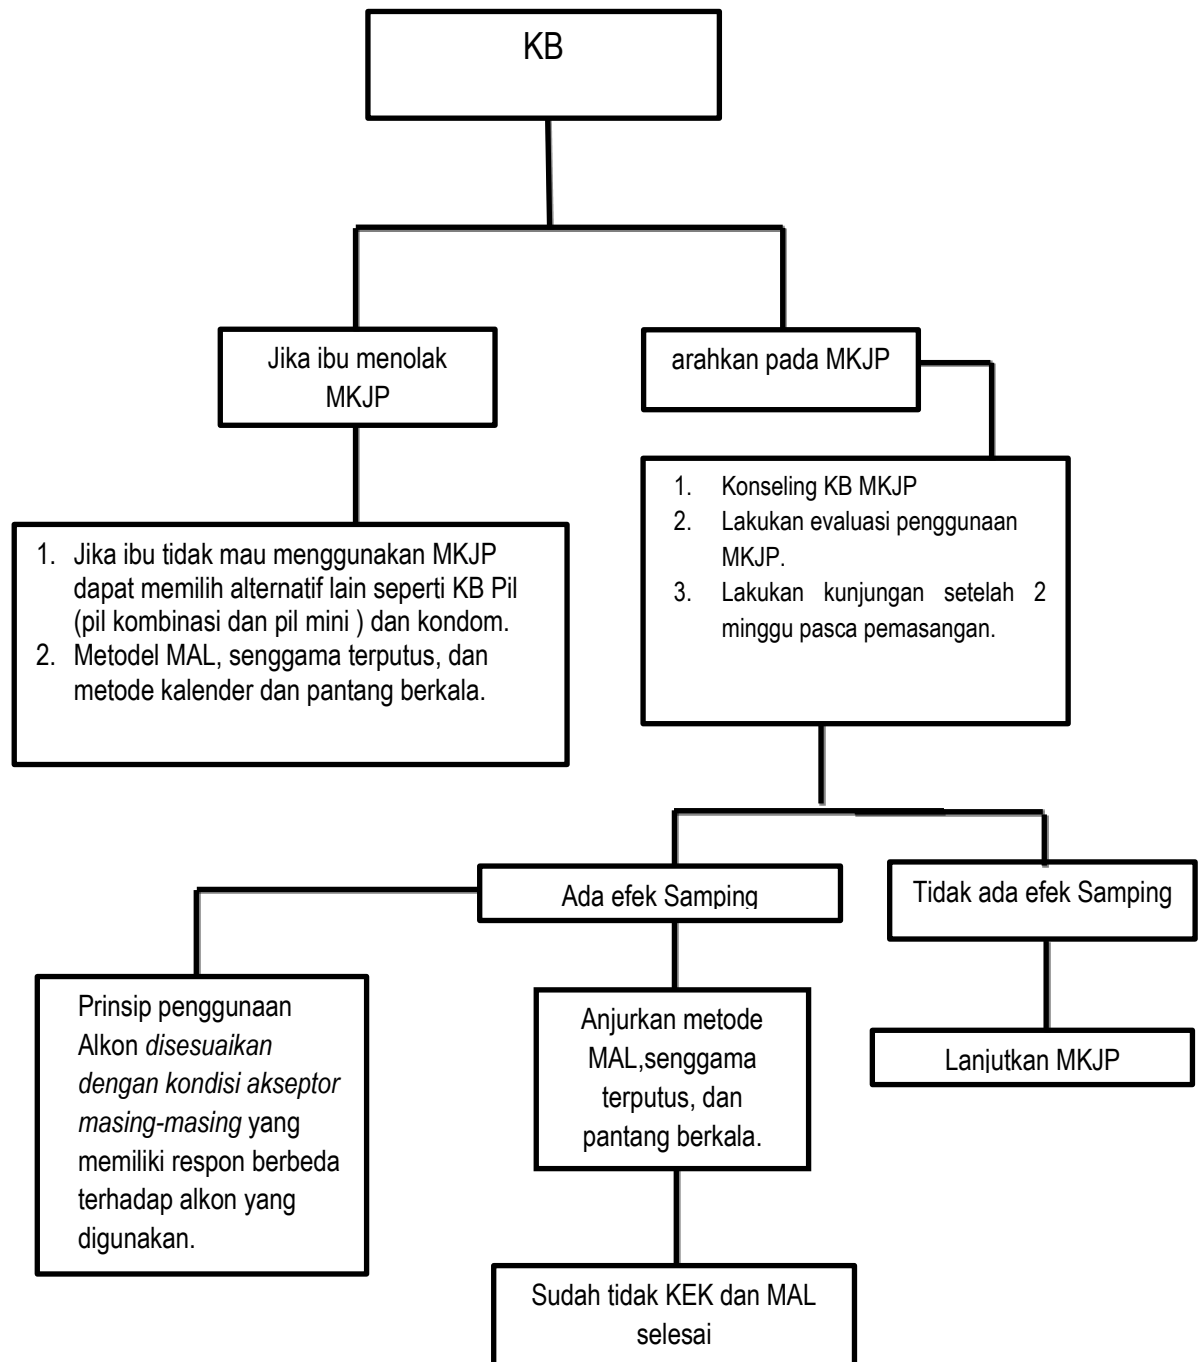 KB
Jika ibu menolak
MKJP
arahkan pada MKJP
1. Jika ibu tidak mau menggunakan MKJP
dapat memilih alternatif lain seperti KB Pil
(pil kombinasi dan pil mini ) dan kondom.
2. Metodel MAL, senggama terputus, dan
metode kalender dan pantang berkala.
1. Konseling KB MKJP
2. Lakukan evaluasi penggunaan
MKJP.
3. Lakukan kunjungan setelah 2
minggu pasca pemasangan.
Ada efek Samping
Tidak ada efek Samping
Prinsip penggunaan
Alkon disesuaikan
dengan kondisi akseptor
masing-masing yang
memiliki respon berbeda
terhadap alkon yang
digunakan.
Anjurkan metode
MAL,senggama
terputus, dan
pantang berkala.
Lanjutkan MKJP
Sudah tidak KEK dan MAL
selesai